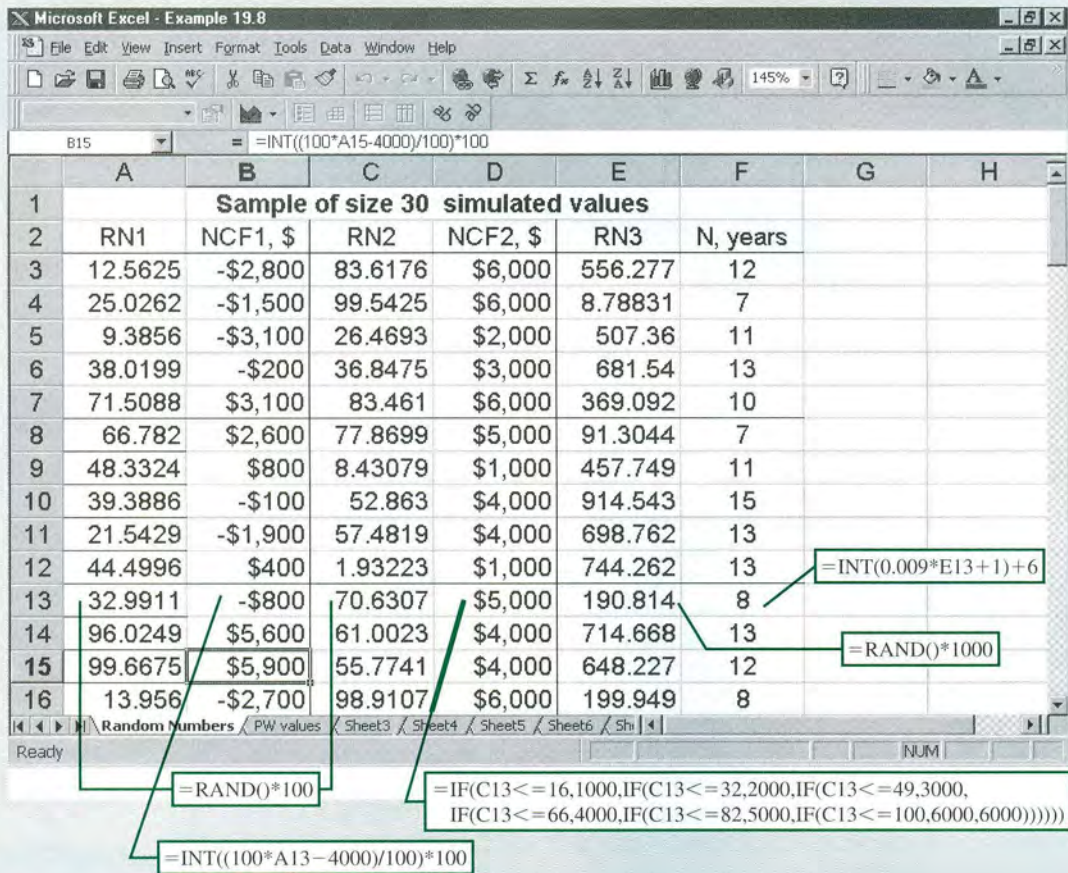 Microsoft Excel - Example 19.8
File Edit View Insert Format Tools Data Window Help
145%
B15 = =INT((100*A15-4000)/100)*100
A B C D E F G H
1 Sample of size 30 simulated values
2 RN1 NCF1, $ RN2 NCF2, $ RN3 N, years
3 12.5625 -$2,800 83.6176 $6,000 556.277 12
4 25.0262 -$1,500 99.5425 $6,000 8.78831 7
5 9.3856 -$3,100 26.4693 $2,000 507.36 11
6 38.0199 -$200 36.8475 $3,000 681.54 13
7 71.5088 $3,100 83.461 $6,000 369.092 10
8 66.782 $2,600 77.8699 $5,000 91.3044 7
9 48.3324 $800 8.43079 $1,000 457.749 11
10 39.3886 -$100 52.863 $4,000 914.543 15
11 21.5429 -$1,900 57.4819 $4,000 698.762 13
12 44.4996 $400 1.93223 $1,000 744.262 13
=INT(0.009*E13+1)+6
13 32.9911 -$800 70.6307 $5,000 190.814 8
14 96.0249 $5,600 61.0023 $4,000 714.668 13
=RAND()*1000
15 99.6675 $5,900 55.7741 $4,000 648.227 12
16 13.956 -$2,700 98.9107 $6,000 199.949 8
Random Numbers / PW values / Sheet3 / Sheet4 / Sheet5 / Sheet6 / Sh
Ready NUM
=RAND()*100
=IF(C13<=16,1000,IF(C13<=32,2000,IF(C13<=49,3000,
IF(C13<=66,4000,IF(C13<=82,5000,IF(C13<=100,6000,6000))))))
=INT((100*A13−4000)/100)*100